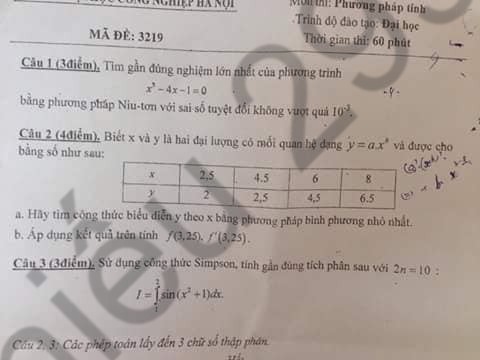 CÔNG NGHIỆP HÀ NỘI
Môn thi: Phương pháp tính
Trình độ đào tạo: Đại học
MÃ ĐỀ: 3219
Thời gian thi: 60 phút
Câu 1 (3điểm). Tìm gần đúng nghiệm lớn nhất của phương trình
- 4x - 1 = 0
bằng phương pháp Niu-tơn với sai số tuyệt đối không vượt quá 10⁻³.
Câu 2 (4điểm). Biết x và y là hai đại lượng có mối quan hệ dạng y = a.xᵇ và được cho
bảng số như sau:
x 2,5 4.5 6 8
y 2 2,5 4,5 6.5
a. Hãy tìm công thức biểu diễn y theo x bằng phương pháp bình phương nhỏ nhất.
b. Áp dụng kết quả trên tính f(3,25), f'(3,25).
Câu 3 (3điểm). Sử dụng công thức Simpson, tính gần đúng tích phân sau với 2n = 10 :
I = ∫₁² sin(x² + 1)dx.
Câu 2, 3: Các phép toán lấy đến 3 chữ số thập phân.